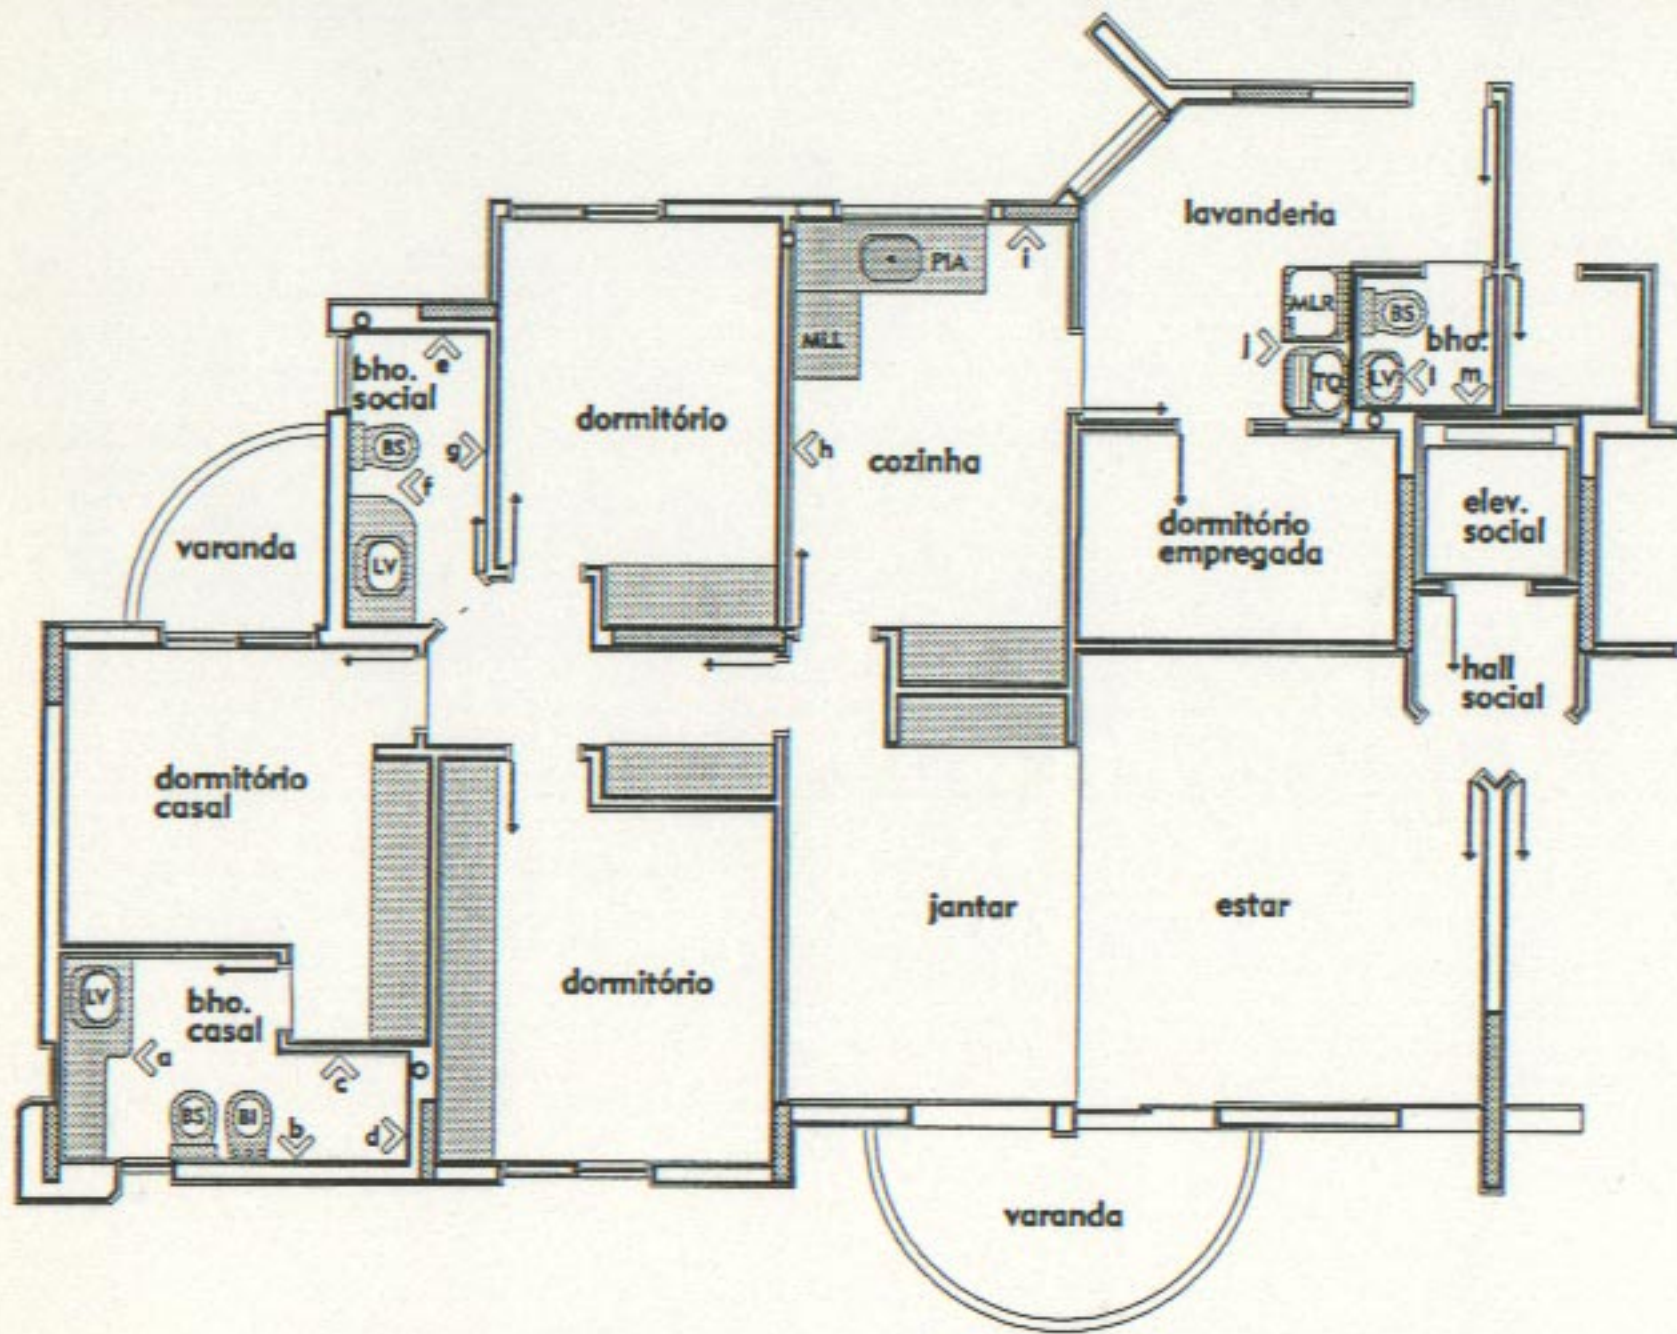 lavanderia
PIA
i
MLR
BS
bho.
MLL
j
TQ
LV
l
m
bho.
social
e
BS
g
f
LV
dormitório
h
cozinha
dormitório
empregada
elev.
social
varanda
hall
social
dormitório
casal
jantar
estar
dormitório
LV
bho.
casal
a
c
BS
BI
b
d
varanda